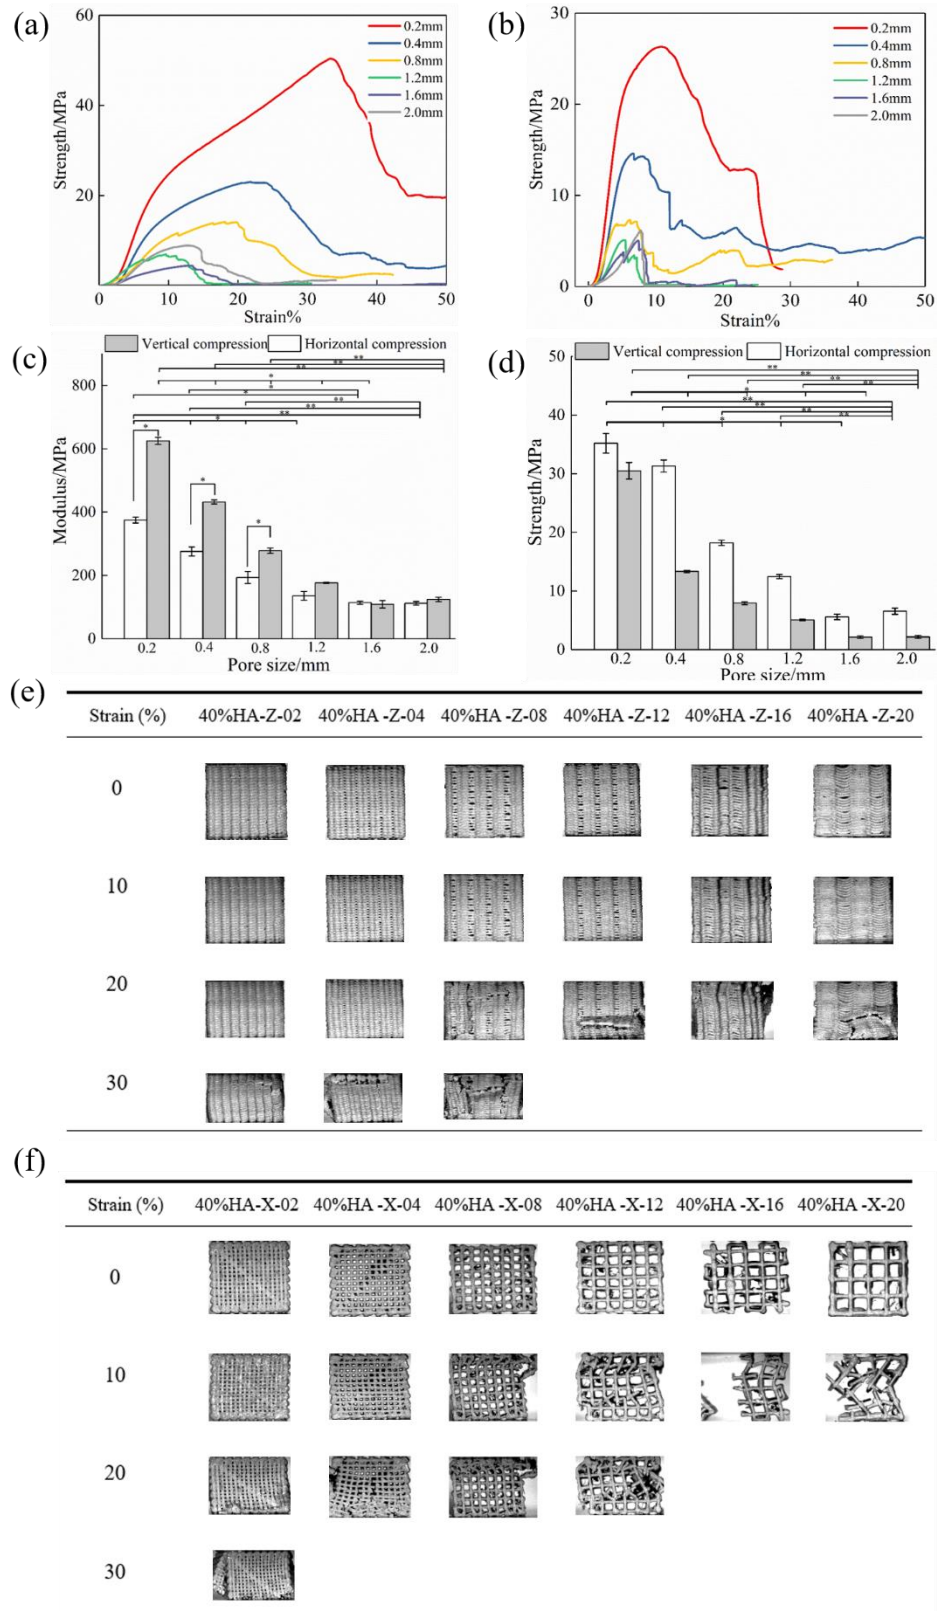 (a)
60
40
20
0
10
20
30
40
50
Strength/MPa
Strain%
0.2mm
0.4mm
0.8mm
1.2mm
1.6mm
2.0mm
(b)
30
20
10
0
0
10
20
30
40
50
Strength/MPa
Strain%
0.2mm
0.4mm
0.8mm
1.2mm
1.6mm
2.0mm
(c)
Vertical compression
Horizontal compression
800
600
400
200
0
Modulus/MPa
0.2
0.4
0.8
1.2
1.6
2.0
Pore size/mm
**
**
*
*
*
**
**
**
*
*
*
*
(d)
Vertical compression
Horizontal compression
50
40
30
20
10
0
Strength/MPa
0.2
0.4
0.8
1.2
1.6
2.0
Pore size/mm
**
**
**
**
*
**
**
**
**
*
(e)
Strain (%) 40%HA-Z-02 40%HA -Z-04 40%HA -Z-08 40%HA -Z-12 40%HA -Z-16 40%HA -Z-20
0
10
20
30
(f)
Strain (%) 40%HA-X-02 40%HA -X-04 40%HA -X-08 40%HA -X-12 40%HA -X-16 40%HA -X-20
0
10
20
30